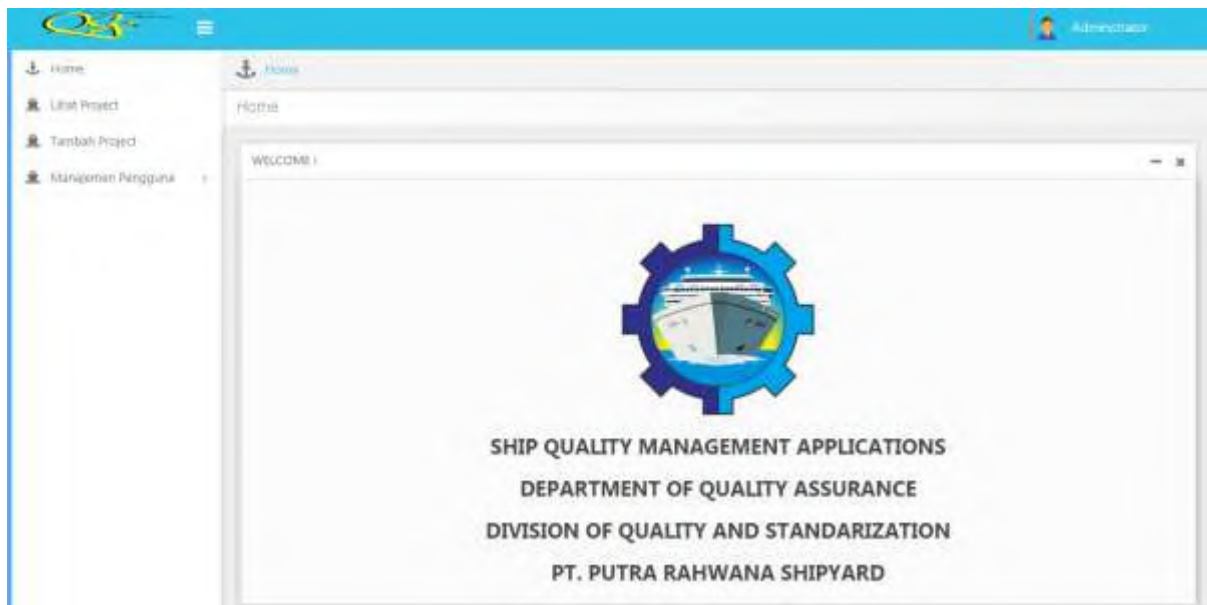 Administrator
Home
Home
Lihat Project
Home
Tambah Project
WELCOME !
Manajemen Pengguna
SHIP QUALITY MANAGEMENT APPLICATIONS
DEPARTMENT OF QUALITY ASSURANCE
DIVISION OF QUALITY AND STANDARIZATION
PT. PUTRA RAHWANA SHIPYARD